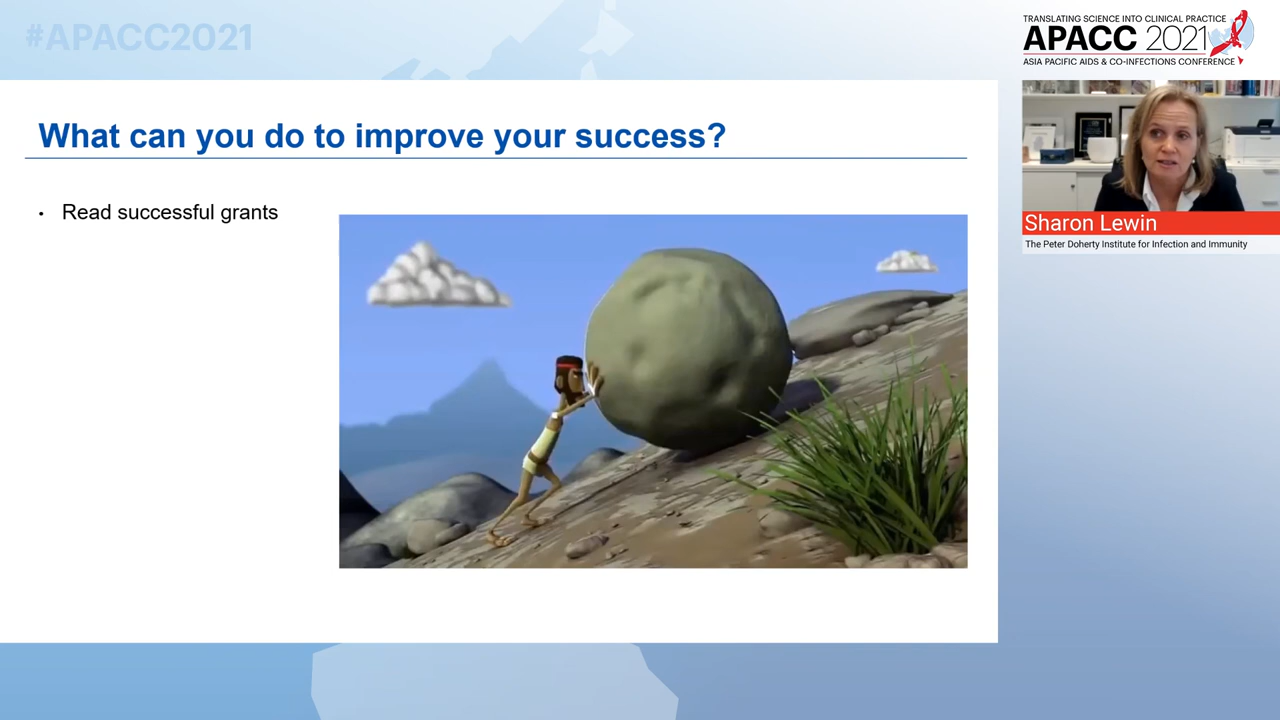 #APACC2021
TRANSLATING SCIENCE INTO CLINICAL PRACTICE
APACC 2021
ASIA PACIFIC AIDS & CO-INFECTIONS CONFERENCE
What can you do to improve your success?
• Read successful grants
Sharon Lewin
The Peter Doherty Institute for Infection and Immunity